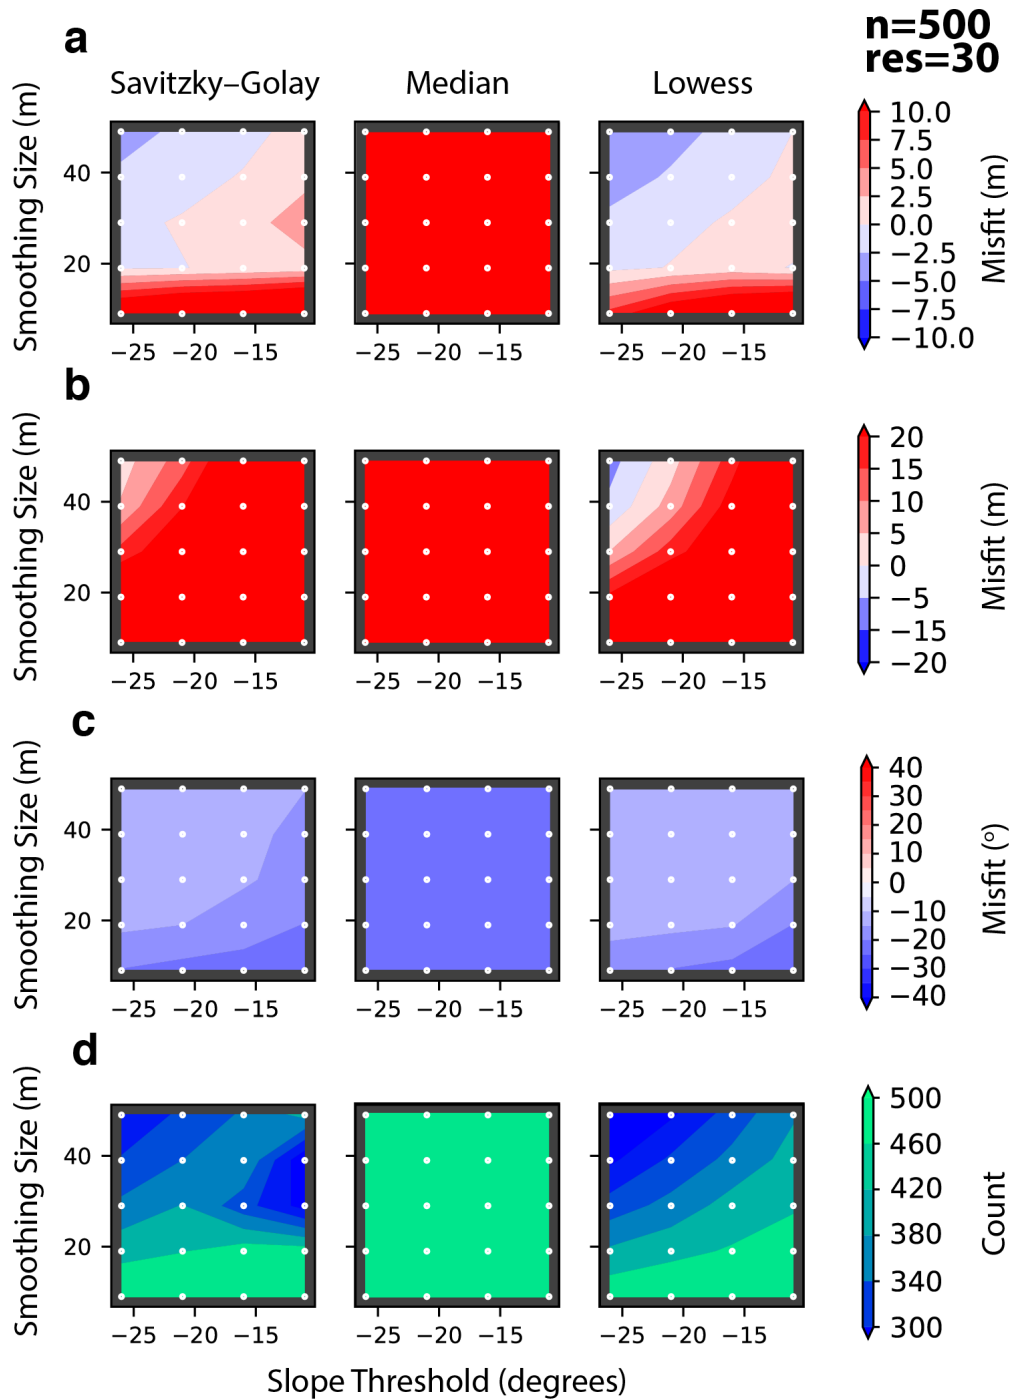 a
n=500
res=30
Savitzky–Golay Median Lowess
Smoothing Size (m)
40
20
−25 −20 −15
−25 −20 −15
−25 −20 −15
10.0
7.5
5.0
2.5
0.0
−2.5
−5.0
−7.5
−10.0
Misfit (m)
b
Smoothing Size (m)
40
20
−25 −20 −15
−25 −20 −15
−25 −20 −15
20
15
10
5
0
−5
−15
−20
Misfit (m)
c
Smoothing Size (m)
40
20
−25 −20 −15
−25 −20 −15
−25 −20 −15
40
30
20
10
0
−10
−20
−30
−40
Misfit (°)
d
Smoothing Size (m)
40
20
−25 −20 −15
−25 −20 −15
−25 −20 −15
500
460
420
380
340
300
Count
Slope Threshold (degrees)